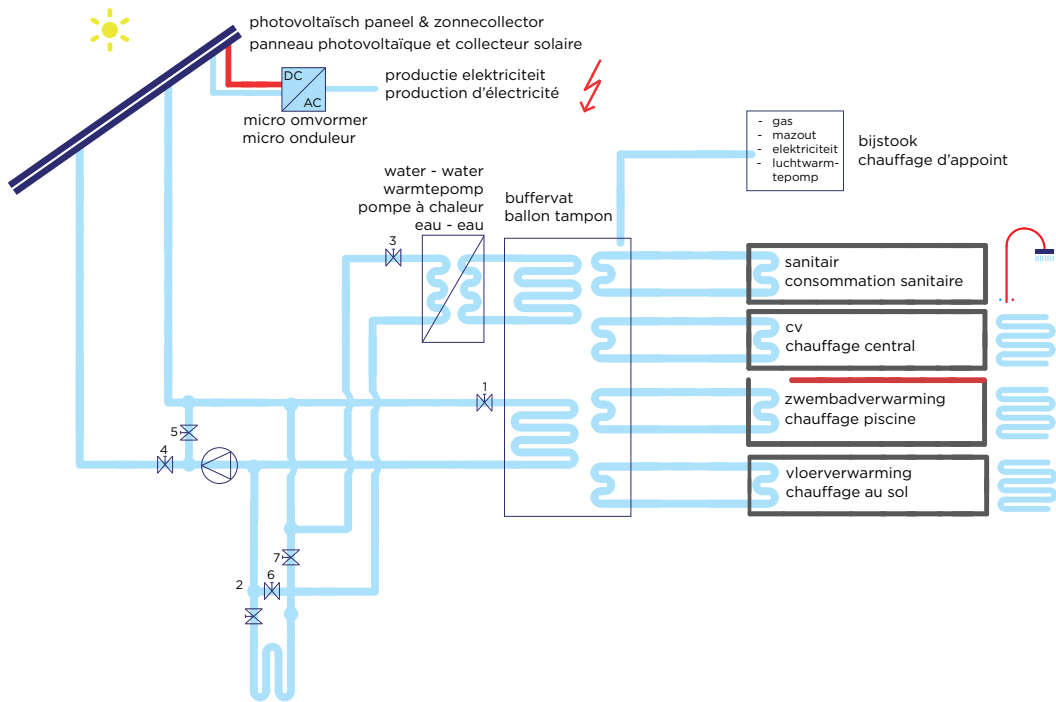 photovoltaïsch paneel & zonnecollector
panneau photovoltaïque et collecteur solaire
DC
AC
productie elektriciteit
production d’électricité
micro omvormer
micro onduleur
- gas
- mazout
- elektriciteit
- luchtwarm-
tepomp
bijstook
chauffage d’appoint
water - water
warmtepomp
pompe à chaleur
eau - eau
buffervat
ballon tampon
3
sanitair
consommation sanitaire
cv
chauffage central
1
zwembadverwarming
chauffage piscine
5
4
vloerverwarming
chauffage au sol
7
6
2